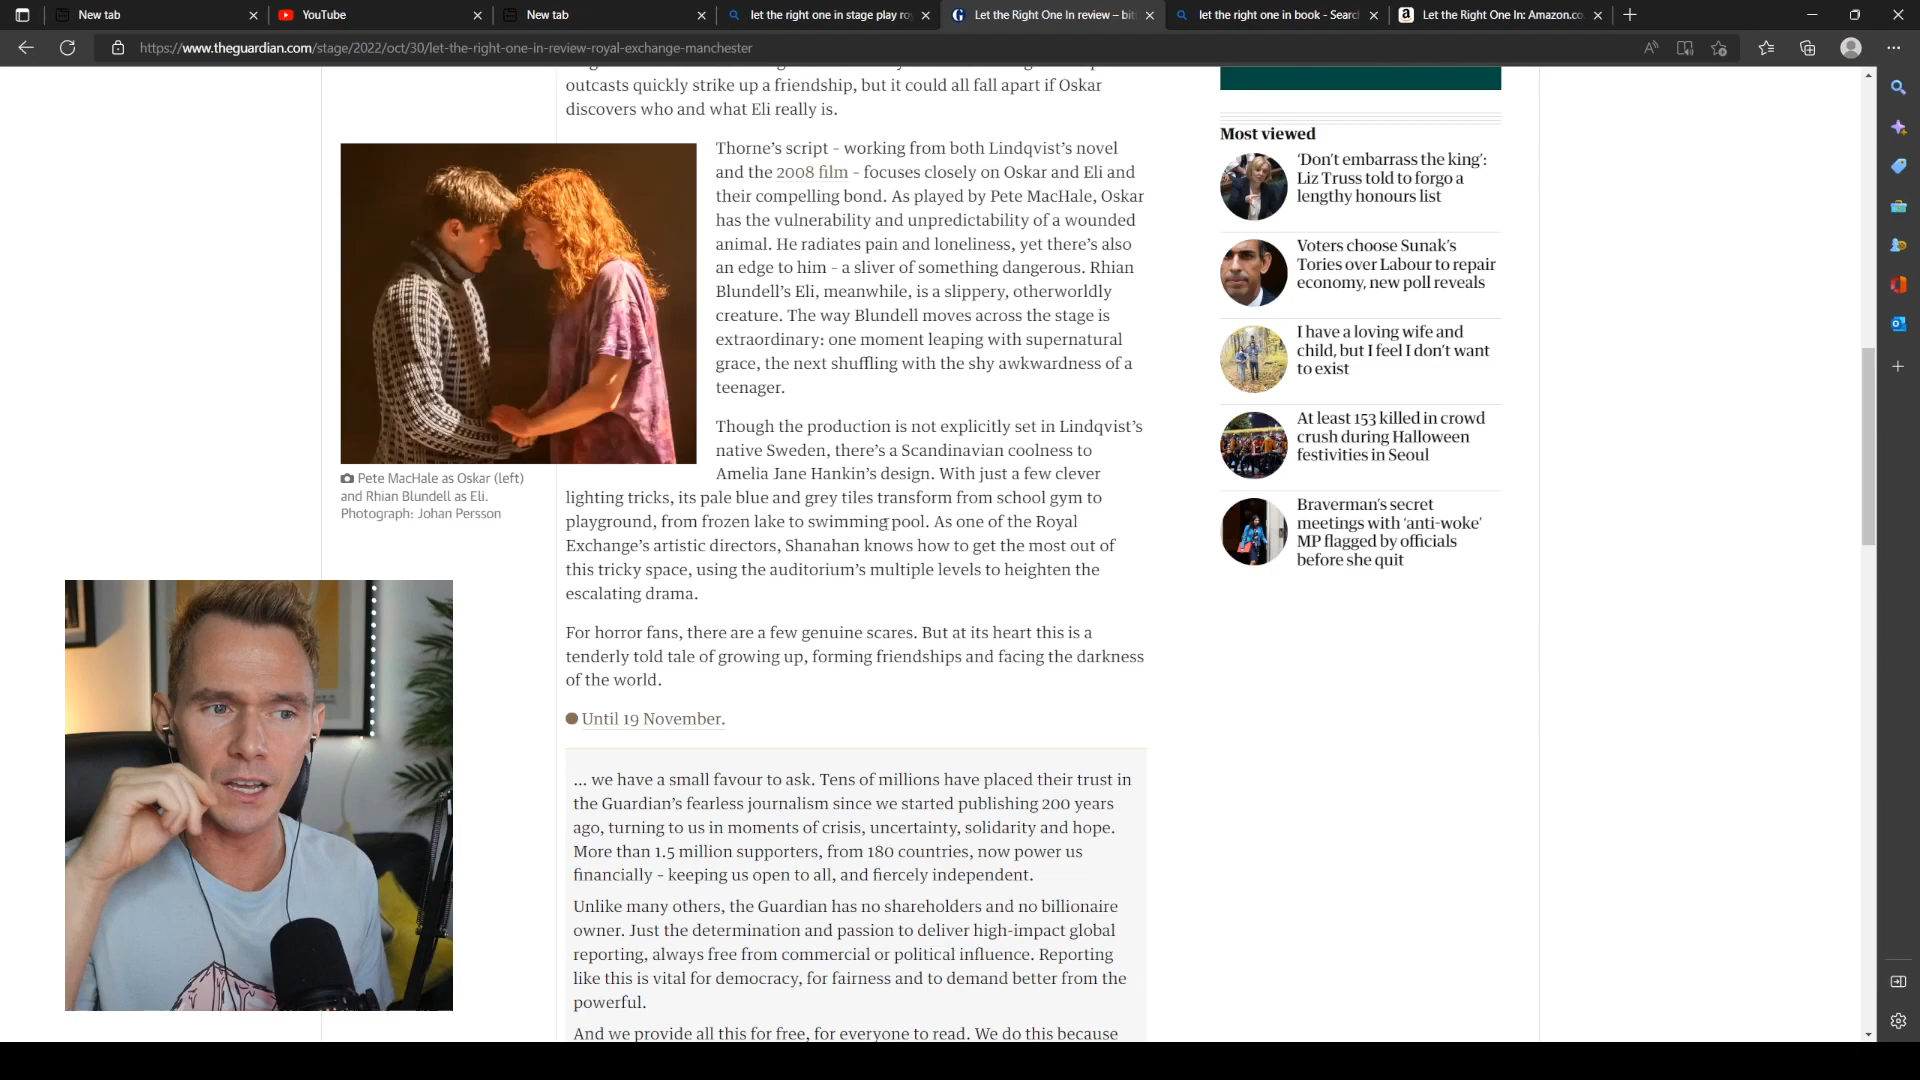 New tab
YouTube
New tab
let the right one in stage play ro
Let the Right One In review – bit
let the right one in book - Searc
Let the Right One In: Amazon.co
https://www.theguardian.com/stage/2022/oct/30/let-the-right-one-in-review-royal-exchange-manchester
outcasts quickly strike up a friendship, but it could all fall apart if Oskar
discovers who and what Eli really is.
Thorne’s script – working from both Lindqvist’s novel
and the 2008 film – focuses closely on Oskar and Eli and
their compelling bond. As played by Pete MacHale, Oskar
has the vulnerability and unpredictability of a wounded
animal. He radiates pain and loneliness, yet there’s also
an edge to him – a sliver of something dangerous. Rhian
Blundell’s Eli, meanwhile, is a slippery, otherworldly
creature. The way Blundell moves across the stage is
extraordinary: one moment leaping with supernatural
grace, the next shuffling with the shy awkwardness of a
teenager.
Pete MacHale as Oskar (left)
and Rhian Blundell as Eli.
Photograph: Johan Persson
Though the production is not explicitly set in Lindqvist’s
native Sweden, there’s a Scandinavian coolness to
Amelia Jane Hankin’s design. With just a few clever
lighting tricks, its pale blue and grey tiles transform from school gym to
playground, from frozen lake to swimming pool. As one of the Royal
Exchange’s artistic directors, Shanahan knows how to get the most out of
this tricky space, using the auditorium’s multiple levels to heighten the
escalating drama.
For horror fans, there are a few genuine scares. But at its heart this is a
tenderly told tale of growing up, forming friendships and facing the darkness
of the world.
Until 19 November.
... we have a small favour to ask. Tens of millions have placed their trust in
the Guardian’s fearless journalism since we started publishing 200 years
ago, turning to us in moments of crisis, uncertainty, solidarity and hope.
More than 1.5 million supporters, from 180 countries, now power us
financially – keeping us open to all, and fiercely independent.
Unlike many others, the Guardian has no shareholders and no billionaire
owner. Just the determination and passion to deliver high-impact global
reporting, always free from commercial or political influence. Reporting
like this is vital for democracy, for fairness and to demand better from the
powerful.
And we provide all this for free, for everyone to read. We do this because
Most viewed
‘Don’t embarrass the king’:
Liz Truss told to forgo a
lengthy honours list
Voters choose Sunak’s
Tories over Labour to repair
economy, new poll reveals
I have a loving wife and
child, but I feel I don’t want
to exist
At least 153 killed in crowd
crush during Halloween
festivities in Seoul
Braverman’s secret
meetings with ‘anti-woke’
MP flagged by officials
before she quit